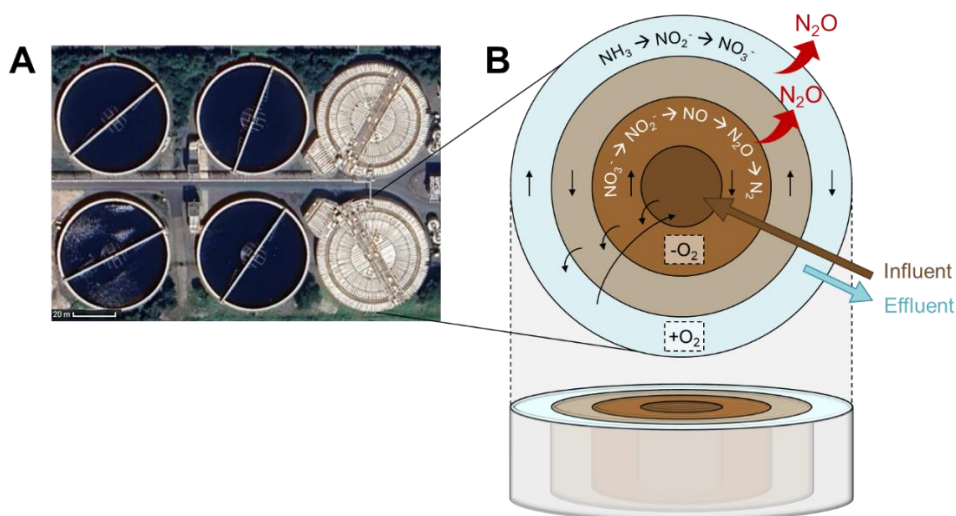 A
20 m
B
N₂O
NH₃ → NO₂⁻ → NO₃⁻
N₂O
NO₃⁻ → NO₂⁻ → NO → N₂O → N₂
-O₂
Influent
Effluent
+O₂